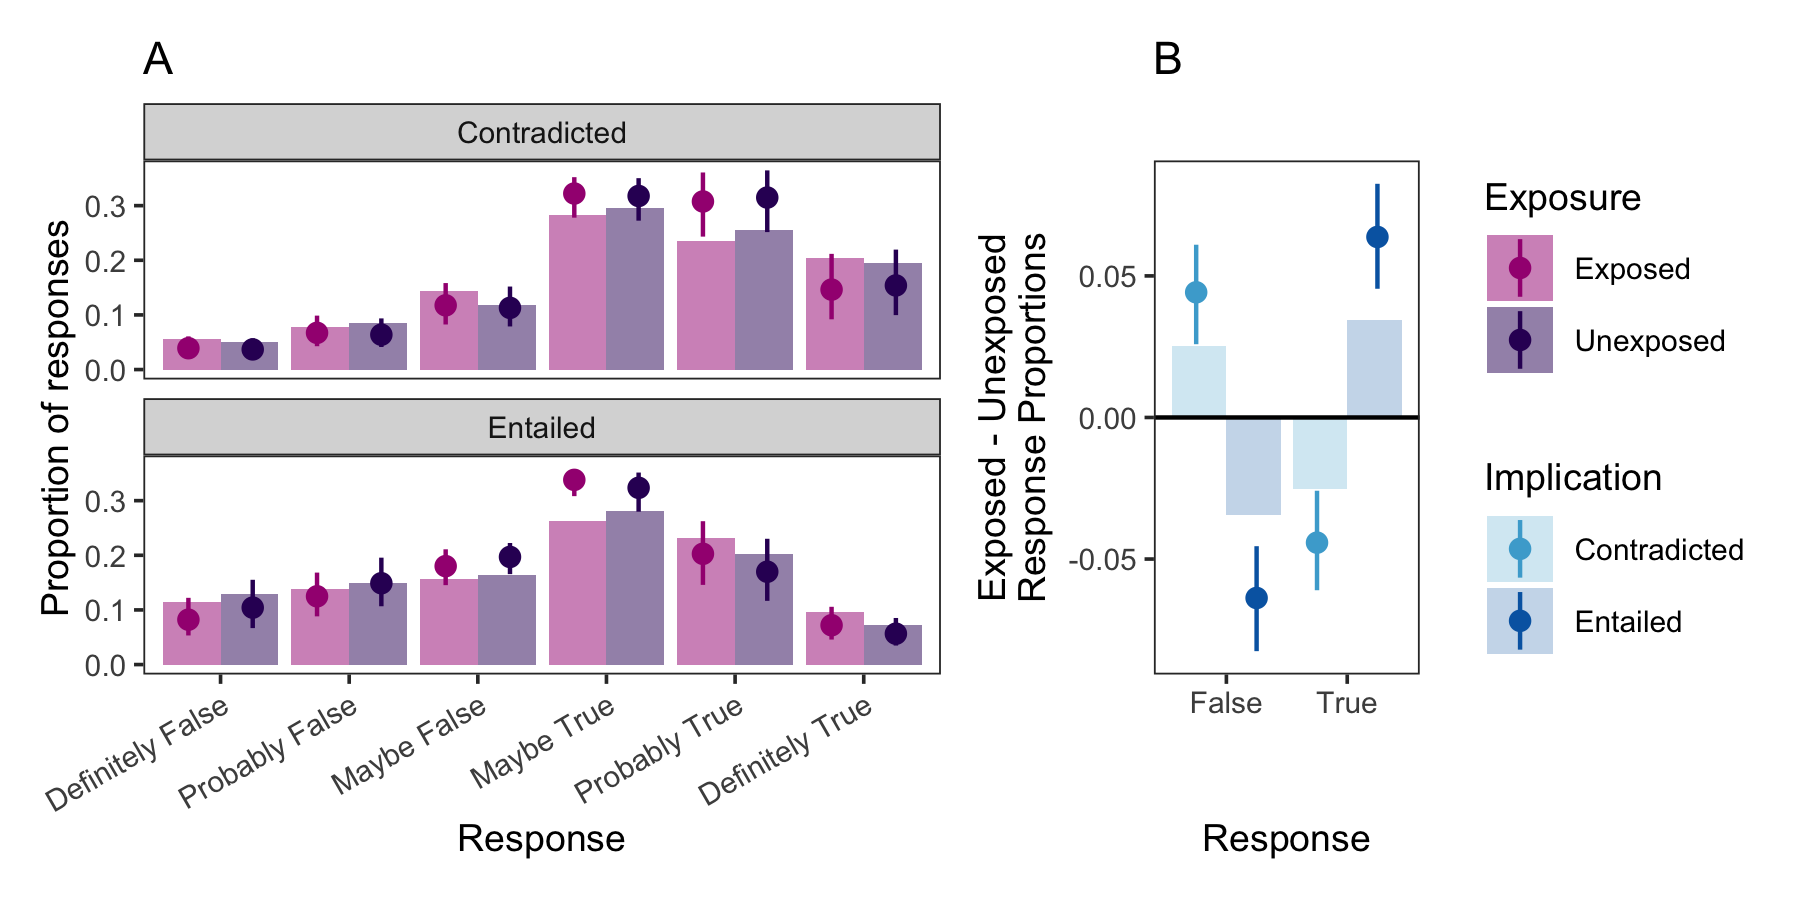 A
Contradicted
0.3
0.2
0.1
0.0
Entailed
0.3
0.2
0.1
0.0
Proportion of responses
Definitely False
Probably False
Maybe False
Maybe True
Probably True
Definitely True
Response
B
Exposed - Unexposed
Response Proportions
0.05
0.00
-0.05
False
True
Response
Exposure
Exposed
Unexposed
Implication
Contradicted
Entailed